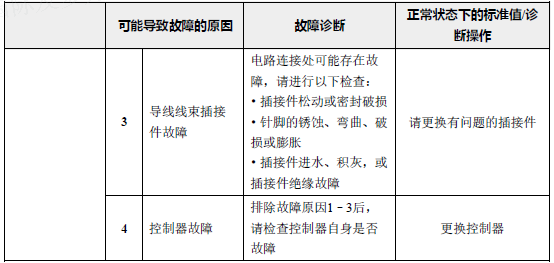 可能导致故障的原因
故障诊断
正常状态下的标准值/诊
断操作
3
导线线束插接
件故障
电路连接处可能存在故
障，请进行以下检查：
•插接件松动或密封破损
•针脚的锈蚀、弯曲、破
损或膨胀
•插接件进水、积灰，或
插接件绝缘故障
请更换有问题的插接件
4
控制器故障
排除故障原因1－3后，
请检查控制器自身是否
故障
更换控制器